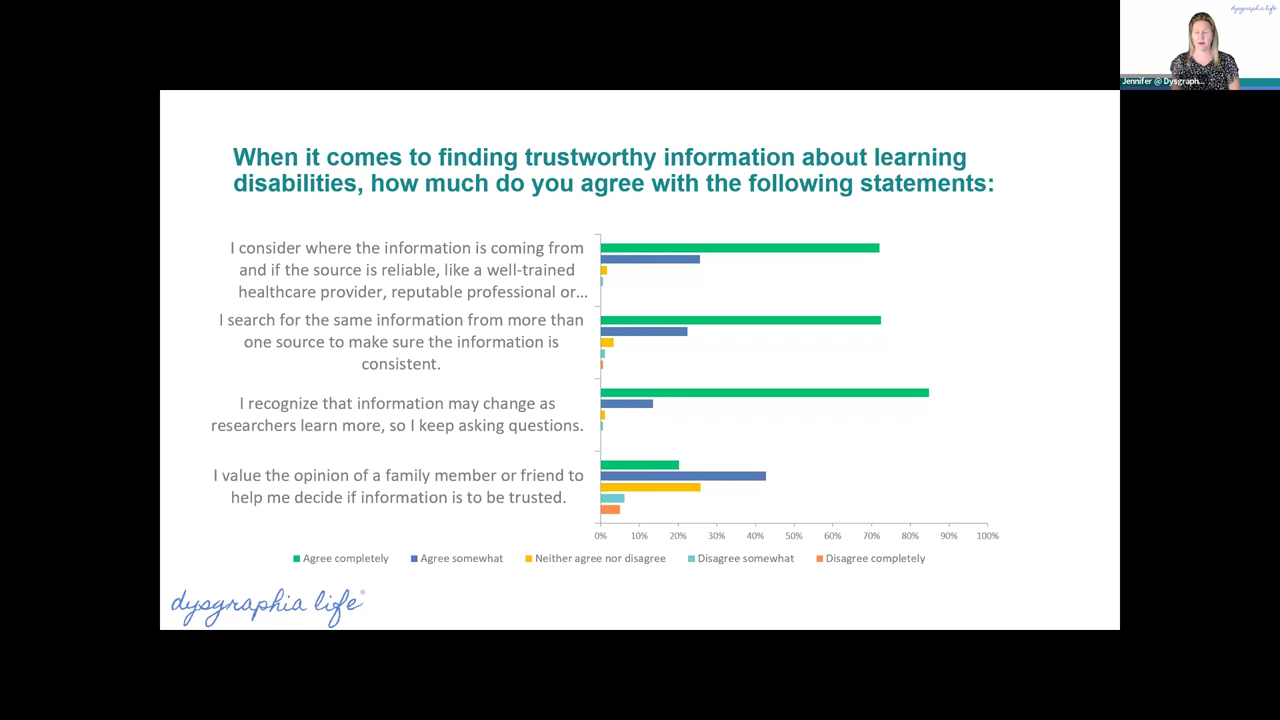 dysgraphia life
Jennifer @ Dysgraph...
When it comes to finding trustworthy information about learning
disabilities, how much do you agree with the following statements:
I consider where the information is coming from
and if the source is reliable, like a well-trained
healthcare provider, reputable professional or...
I search for the same information from more than
one source to make sure the information is
consistent.
I recognize that information may change as
researchers learn more, so I keep asking questions.
I value the opinion of a family member or friend to
help me decide if information is to be trusted.
0% 10% 20% 30% 40% 50% 60% 70% 80% 90% 100%
Agree completely Agree somewhat Neither agree nor disagree Disagree somewhat Disagree completely
dysgraphia life®